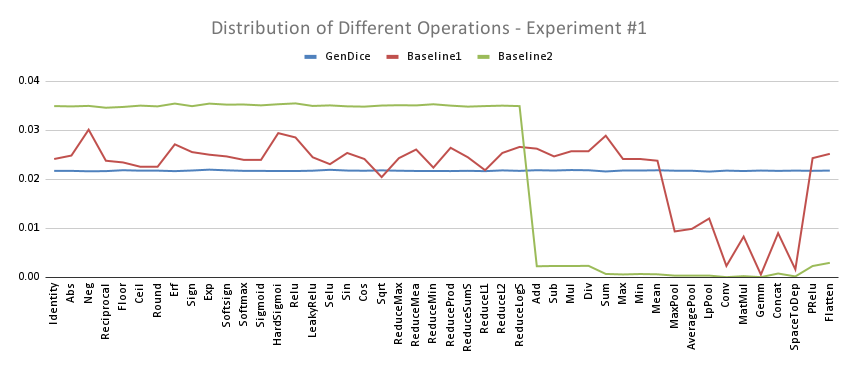 Distribution of Different Operations - Experiment #1
GenDice Baseline1 Baseline2
0.04
0.03
0.02
0.01
0.00
Identity
Abs
Neg
Reciprocal
Floor
Ceil
Round
Erf
Sign
Exp
Softsign
Softmax
Sigmoid
HardSigmoi
Relu
LeakyRelu
Selu
Sin
Cos
Sqrt
ReduceMax
ReduceMea
ReduceMin
ReduceProd
ReduceSumS
ReduceL1
ReduceL2
ReduceLogS
Add
Sub
Mul
Div
Sum
Max
Min
Mean
MaxPool
AveragePool
LpPool
Conv
MatMul
Gemm
Concat
SpaceToDep
PRelu
Flatten